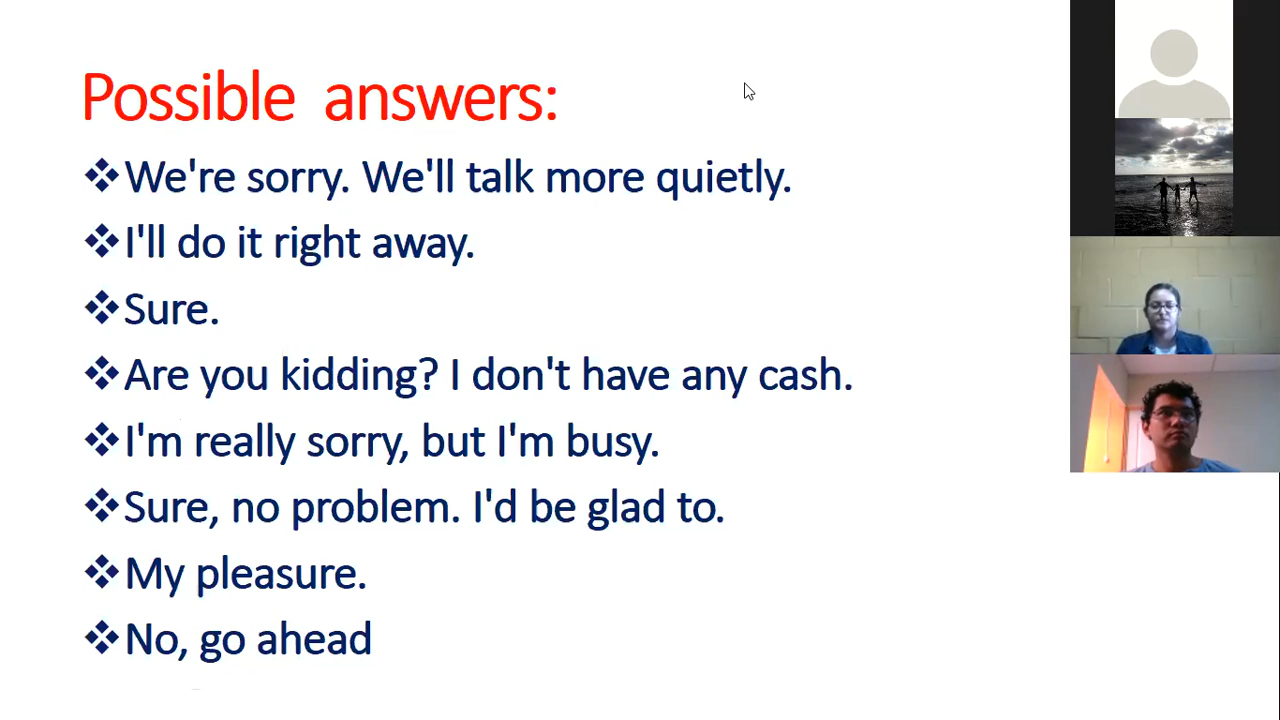 Possible answers:
❖We're sorry. We'll talk more quietly.
❖I'll do it right away.
❖Sure.
❖Are you kidding? I don't have any cash.
❖I'm really sorry, but I'm busy.
❖Sure, no problem. I'd be glad to.
❖My pleasure.
❖No, go ahead